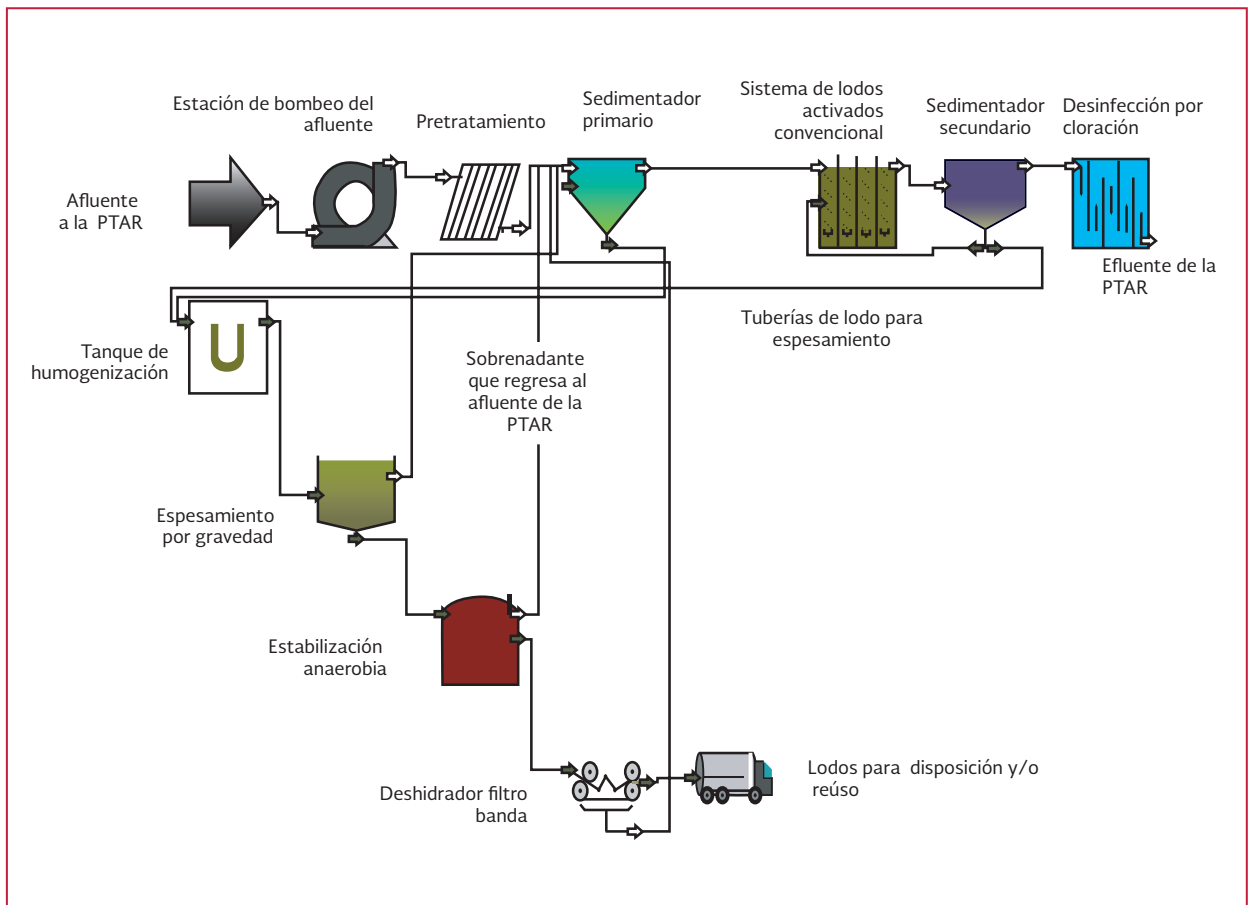 Estación de bombeo del
afluente
Pretratamiento
Sedimentador
primario
Sistema de lodos
activados
convencional
Sedimentador
secundario
Desinfección por
cloración
Afluente
a la PTAR
Efluente de la
PTAR
Tuberías de lodo para
espesamiento
Tanque de
humogenización
Sobrenadante
que regresa al
afluente de la
PTAR
Espesamiento
por gravedad
Estabilización
anaerobia
Deshidrador filtro
banda
Lodos para disposición y/o
reúso